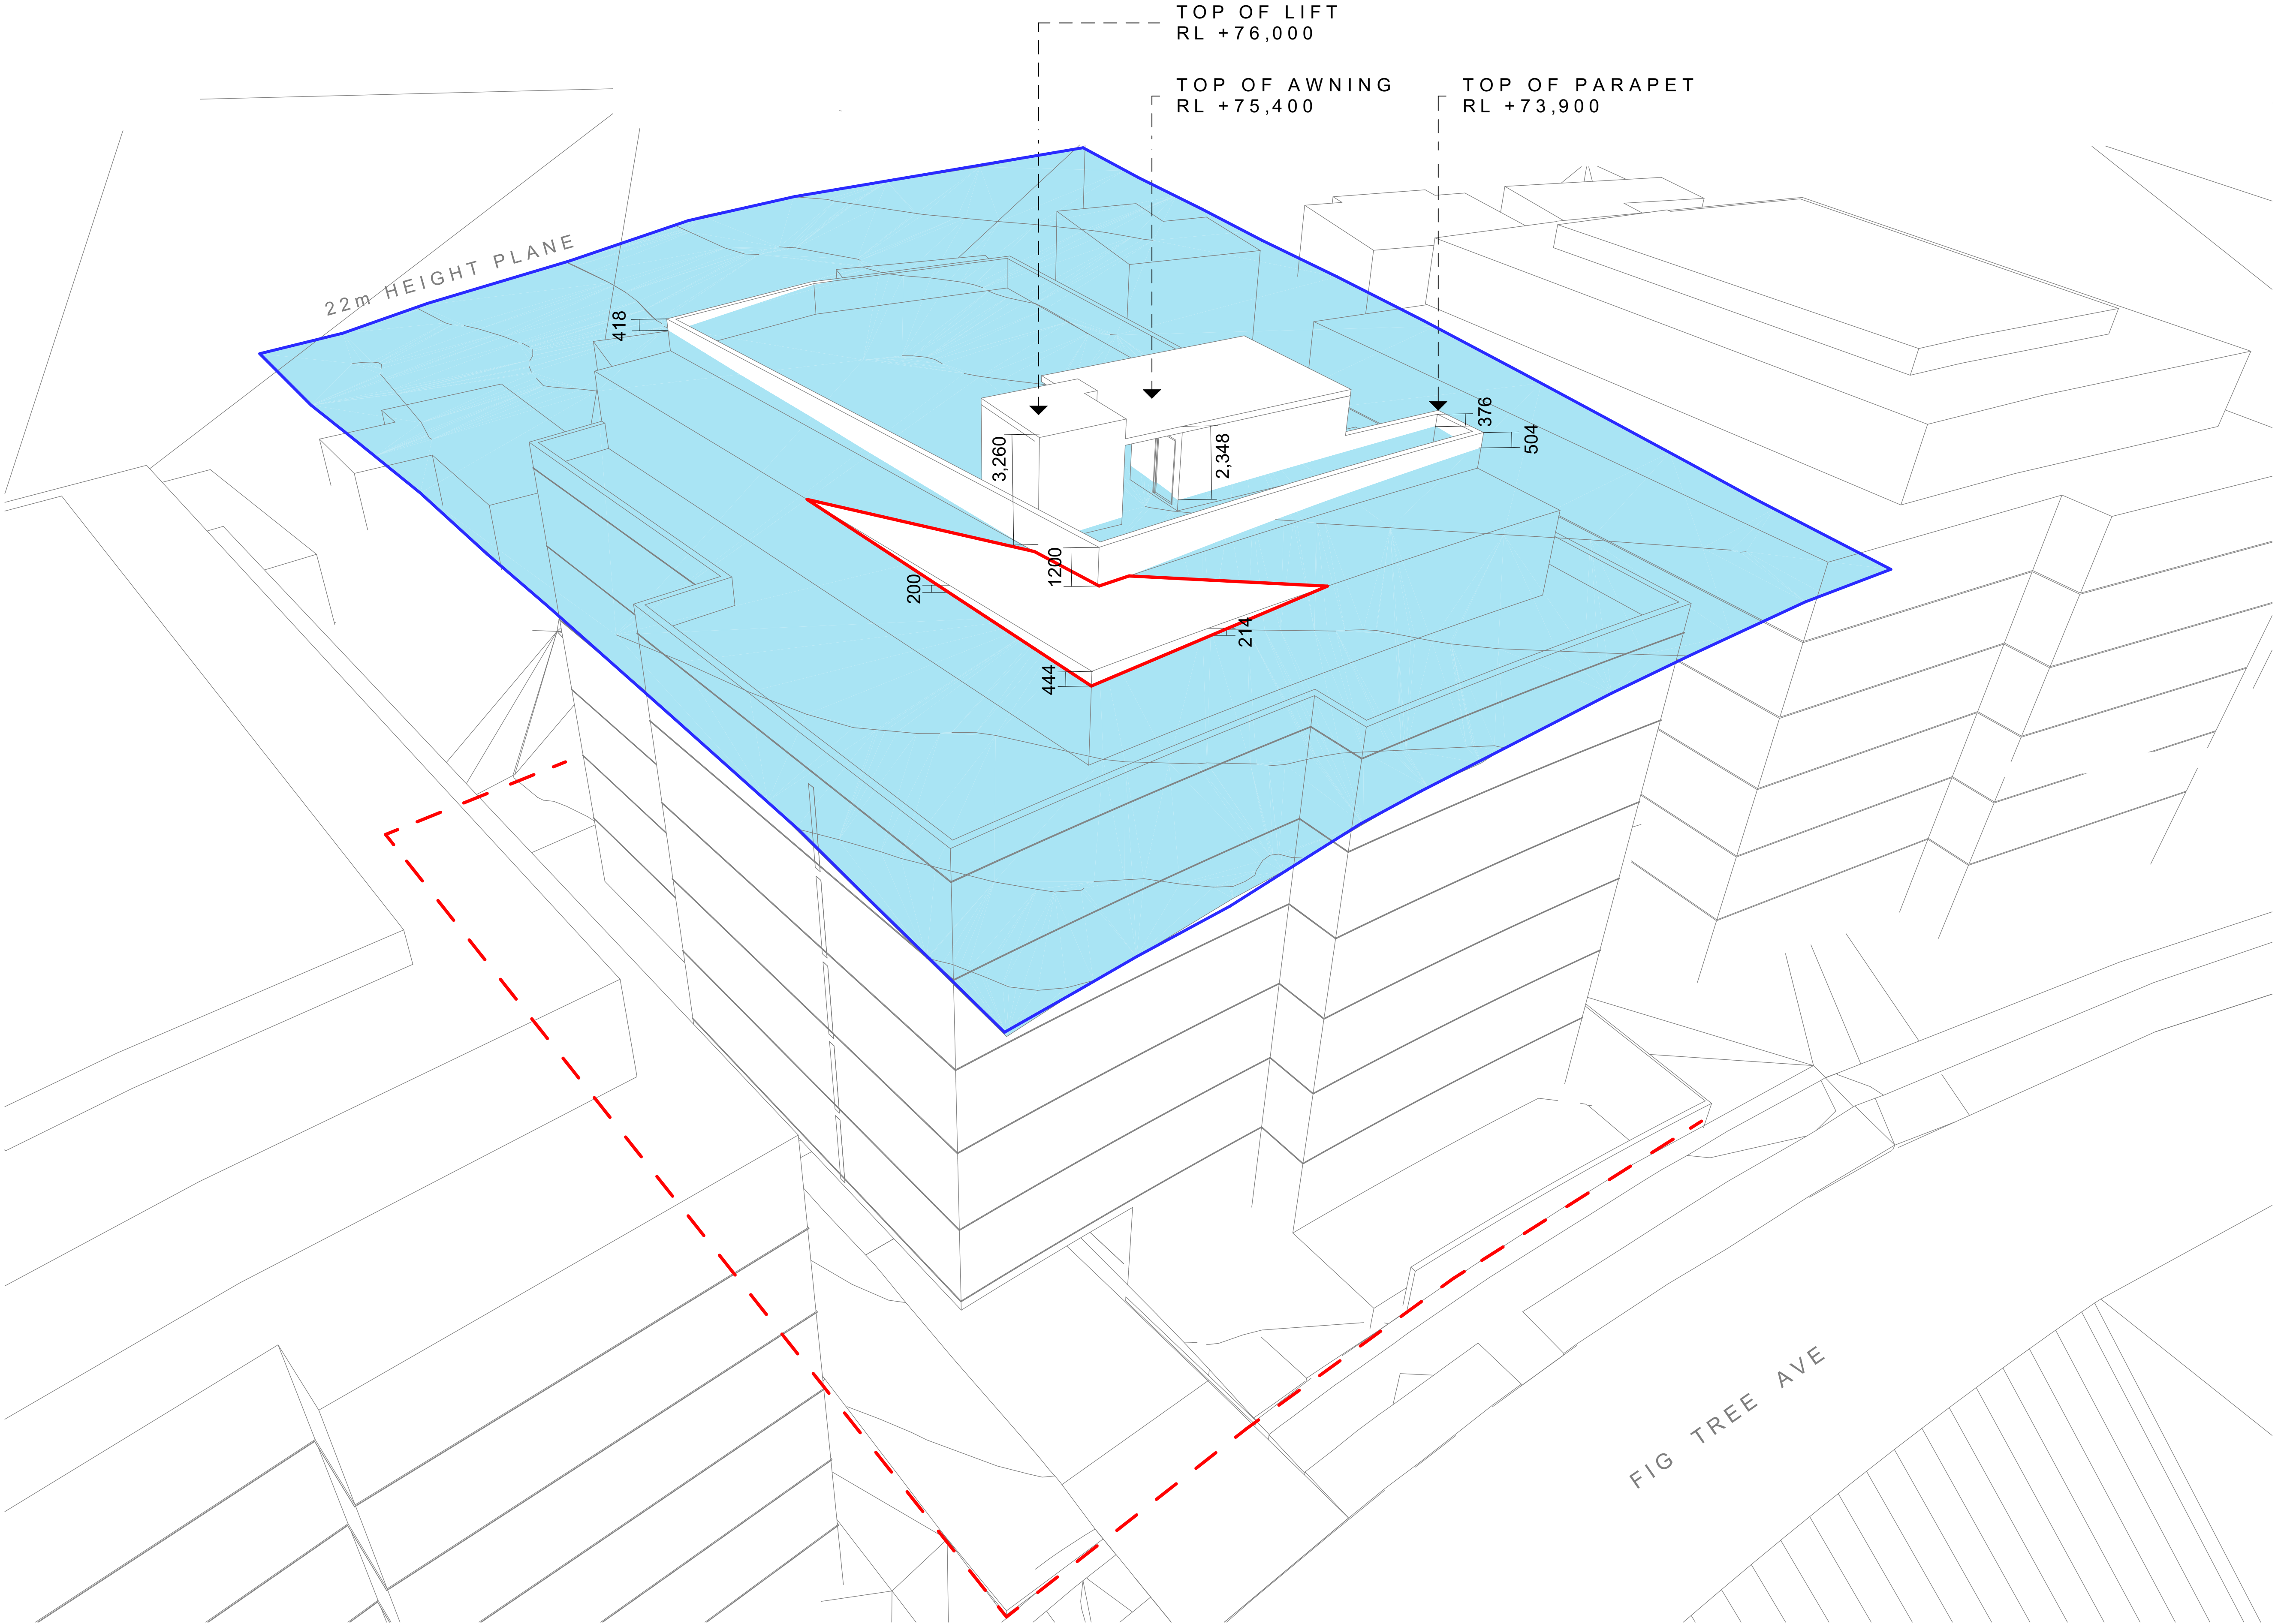 TOP OF LIFT
RL +76,000
TOP OF AWNING
RL +75,400
TOP OF PARAPET
RL +73,900
22m HEIGHT PLANE
418
376
504
3,260
2,348
1200
200
214
444
FIG TREE AVE